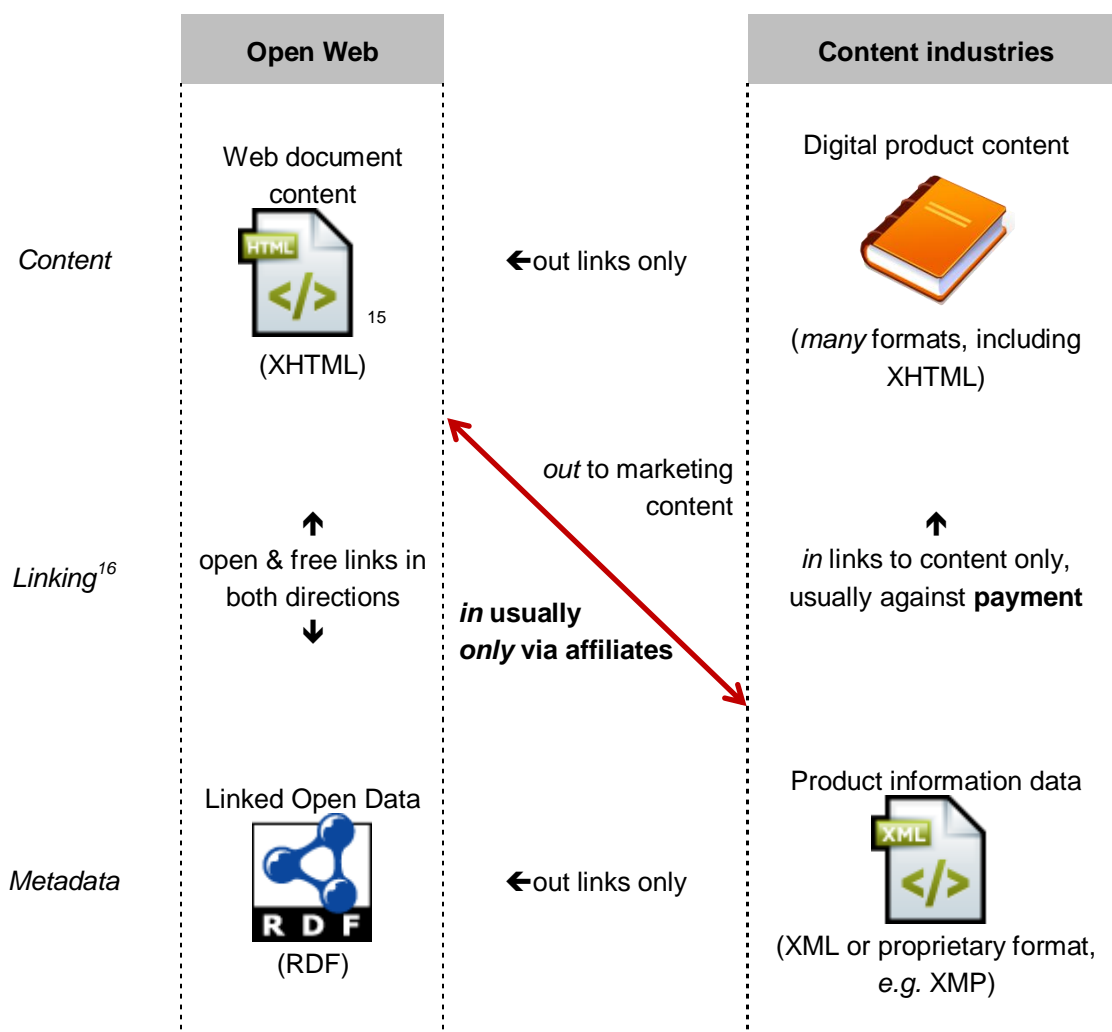 Open Web
Content industries
Web document
content
HTML
</>
15
(XHTML)
Digital product content
(many formats, including
XHTML)
Content
←out links only
out to marketing
content
Linking16
↑
open & free links in
both directions
↓
in usually
only via affiliates
↑
in links to content only,
usually against payment
Linked Open Data
RDF
(RDF)
Metadata
←out links only
Product information data
XML
</>
(XML or proprietary format,
e.g. XMP)